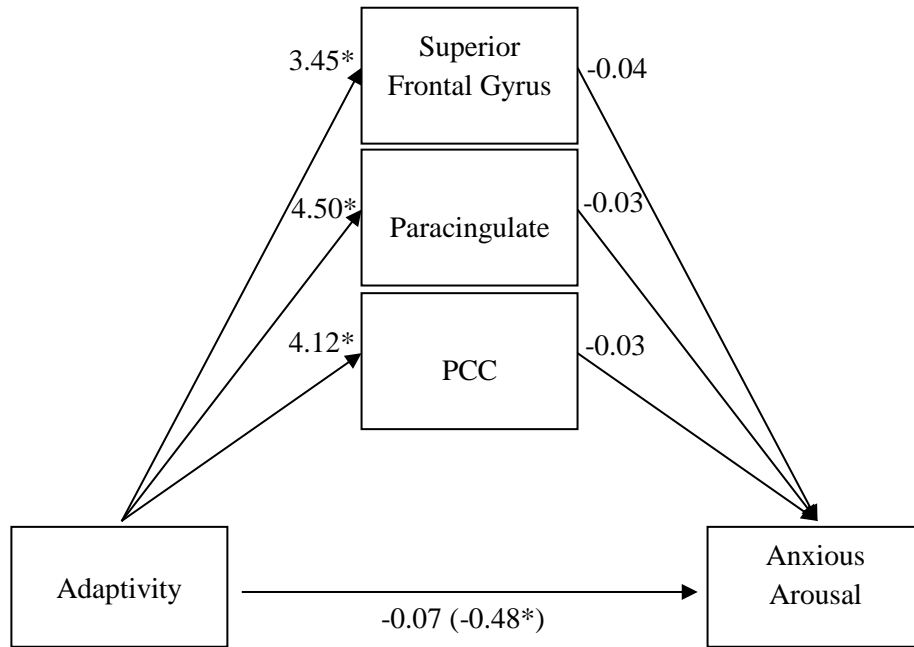 Superior
Frontal Gyrus
3.45*
-0.04
Paracingulate
4.50*
-0.03
PCC
4.12*
-0.03
Adaptivity
Anxious
Arousal
-0.07 (-0.48*)